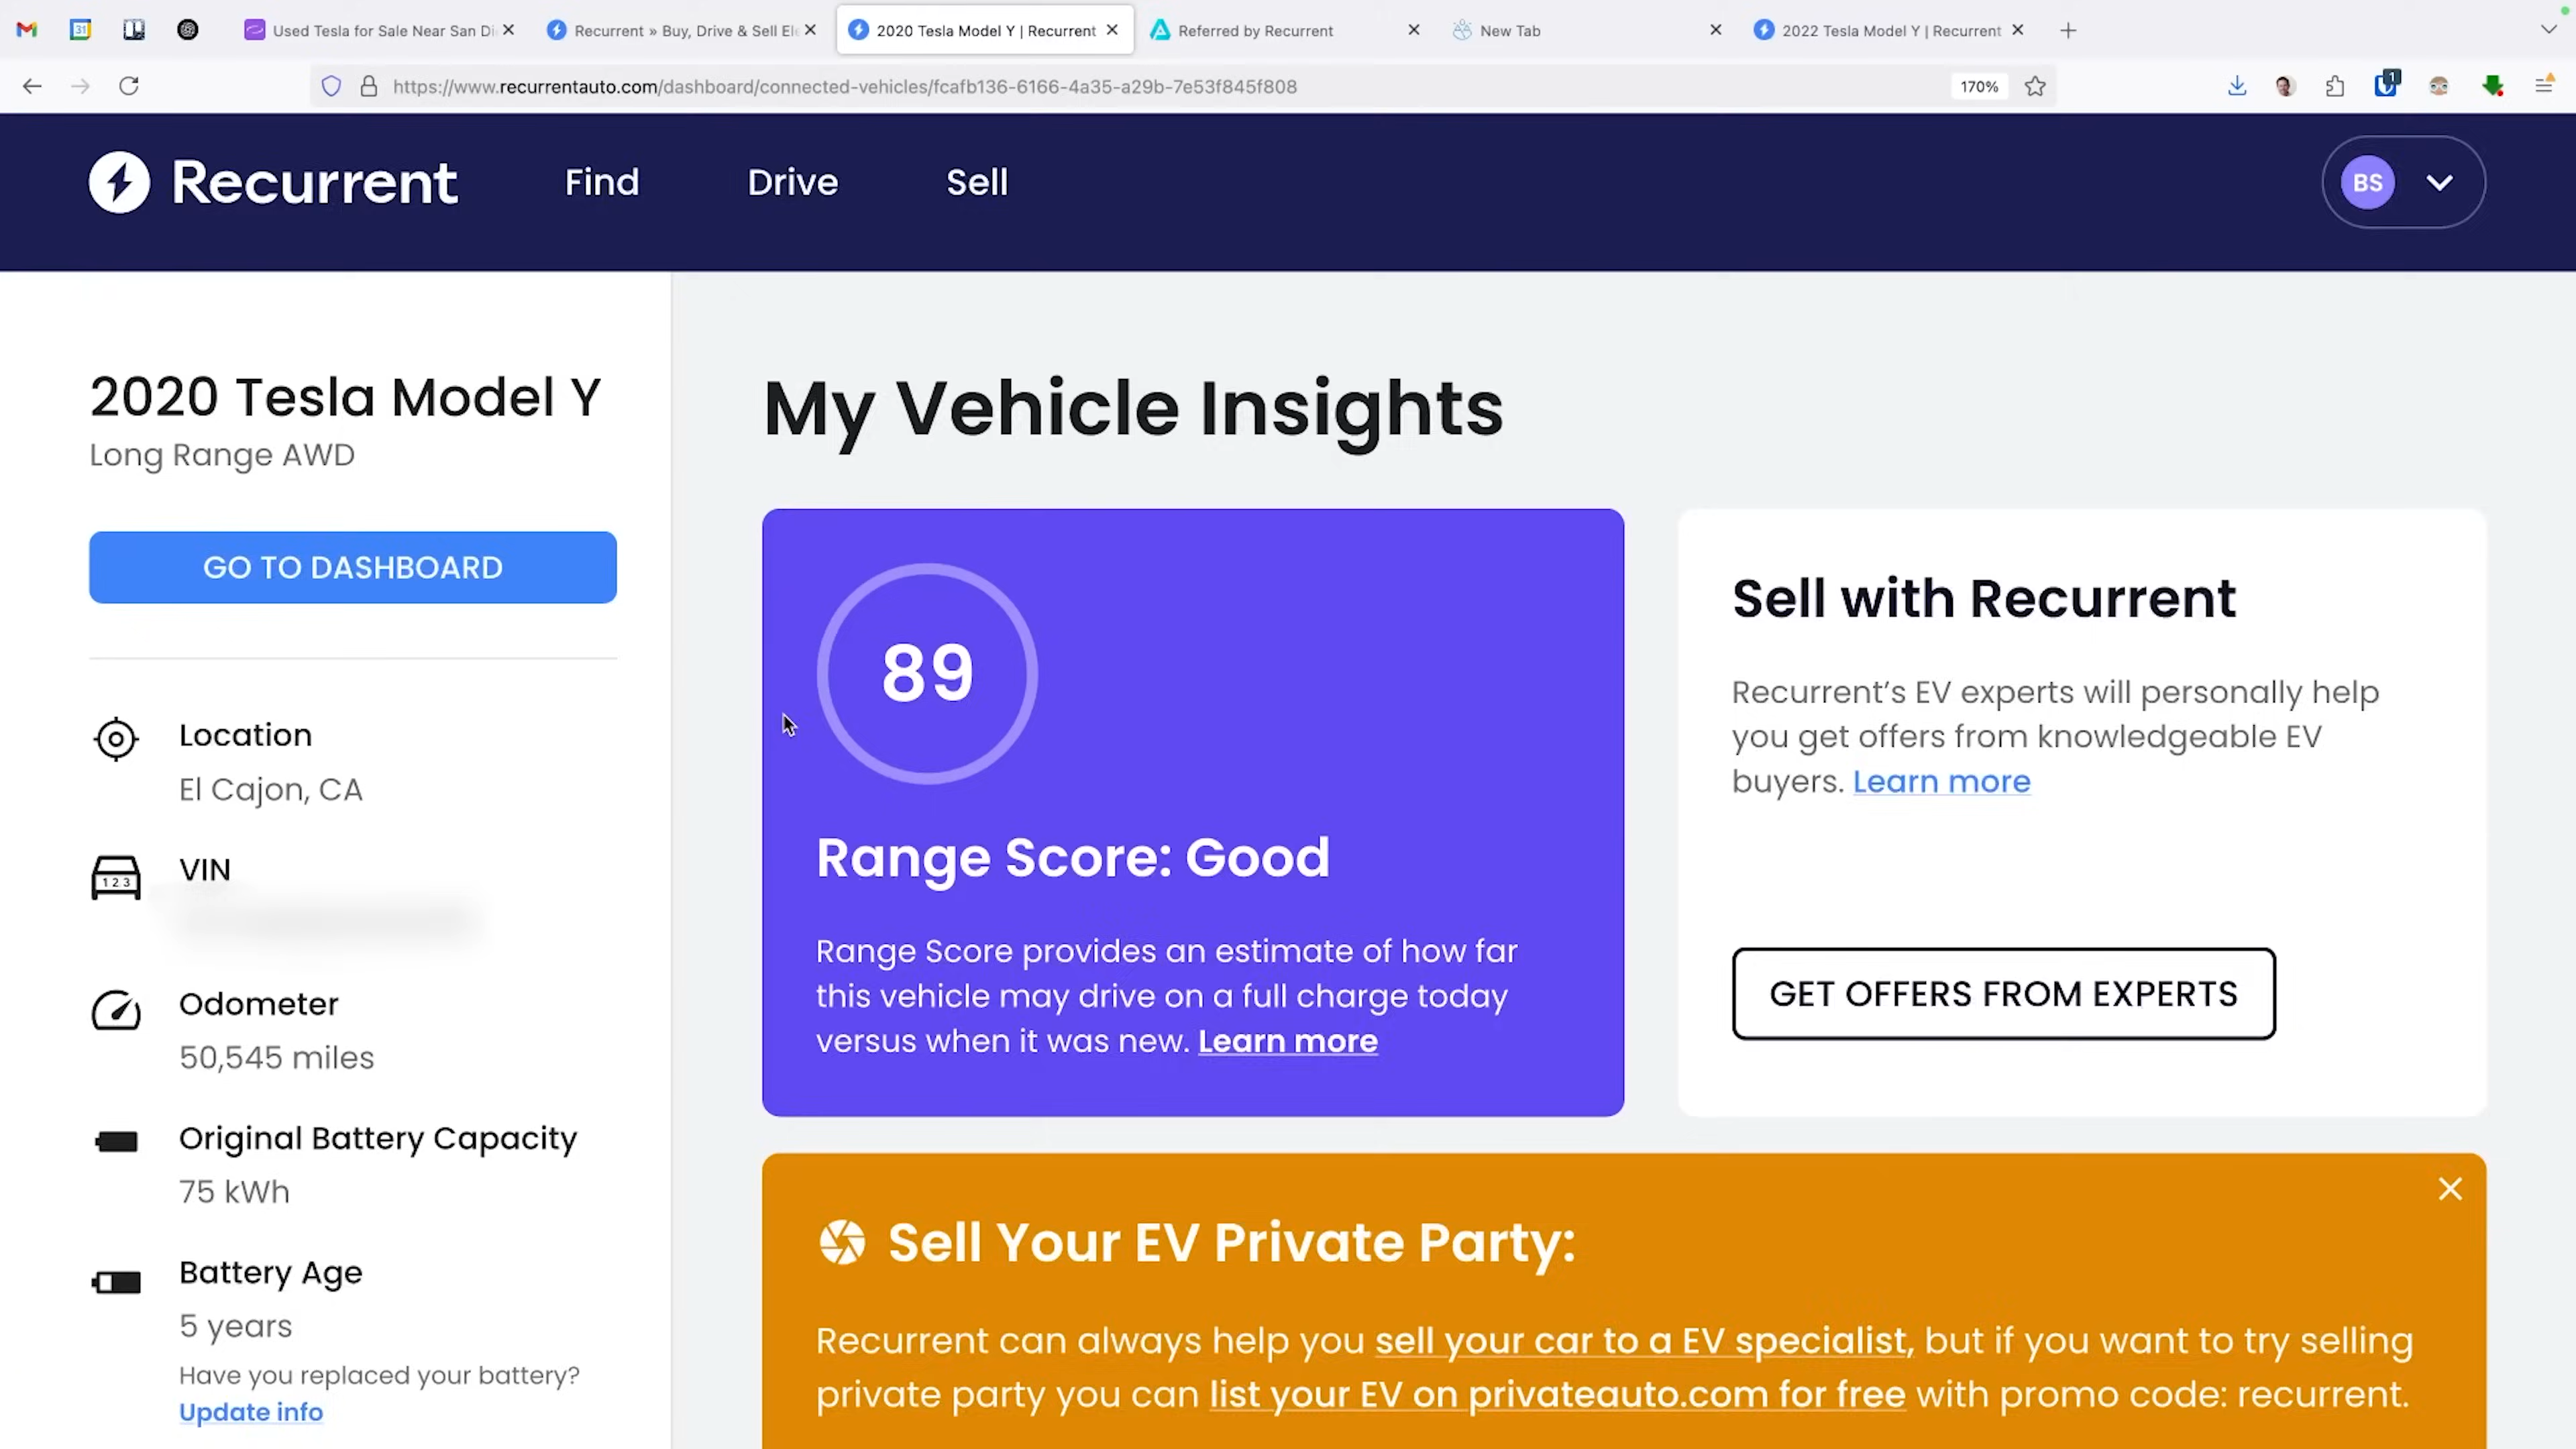 Used Tesla for Sale Near San Di
Recurrent » Buy, Drive & Sell Ele
2020 Tesla Model Y | Recurrent
Referred by Recurrent
New Tab
2022 Tesla Model Y | Recurrent
https://www.recurrentauto.com/dashboard/connected-vehicles/fcafb136-6166-4a35-a29b-7e53f845f808
170%
1
Recurrent
Find
Drive
Sell
BS
2020 Tesla Model Y
Long Range AWD
GO TO DASHBOARD
Location
El Cajon, CA
VIN
123
Odometer
50,545 miles
Original Battery Capacity
75 kWh
Battery Age
5 years
Have you replaced your battery?
Update info
My Vehicle Insights
89
Range Score: Good
Range Score provides an estimate of how far
this vehicle may drive on a full charge today
versus when it was new. Learn more
Sell with Recurrent
Recurrent's EV experts will personally help
you get offers from knowledgeable EV
buyers. Learn more
GET OFFERS FROM EXPERTS
Sell Your EV Private Party:
Recurrent can always help you sell your car to a EV specialist, but if you want to try selling
private party you can list your EV on privateauto.com for free with promo code: recurrent.